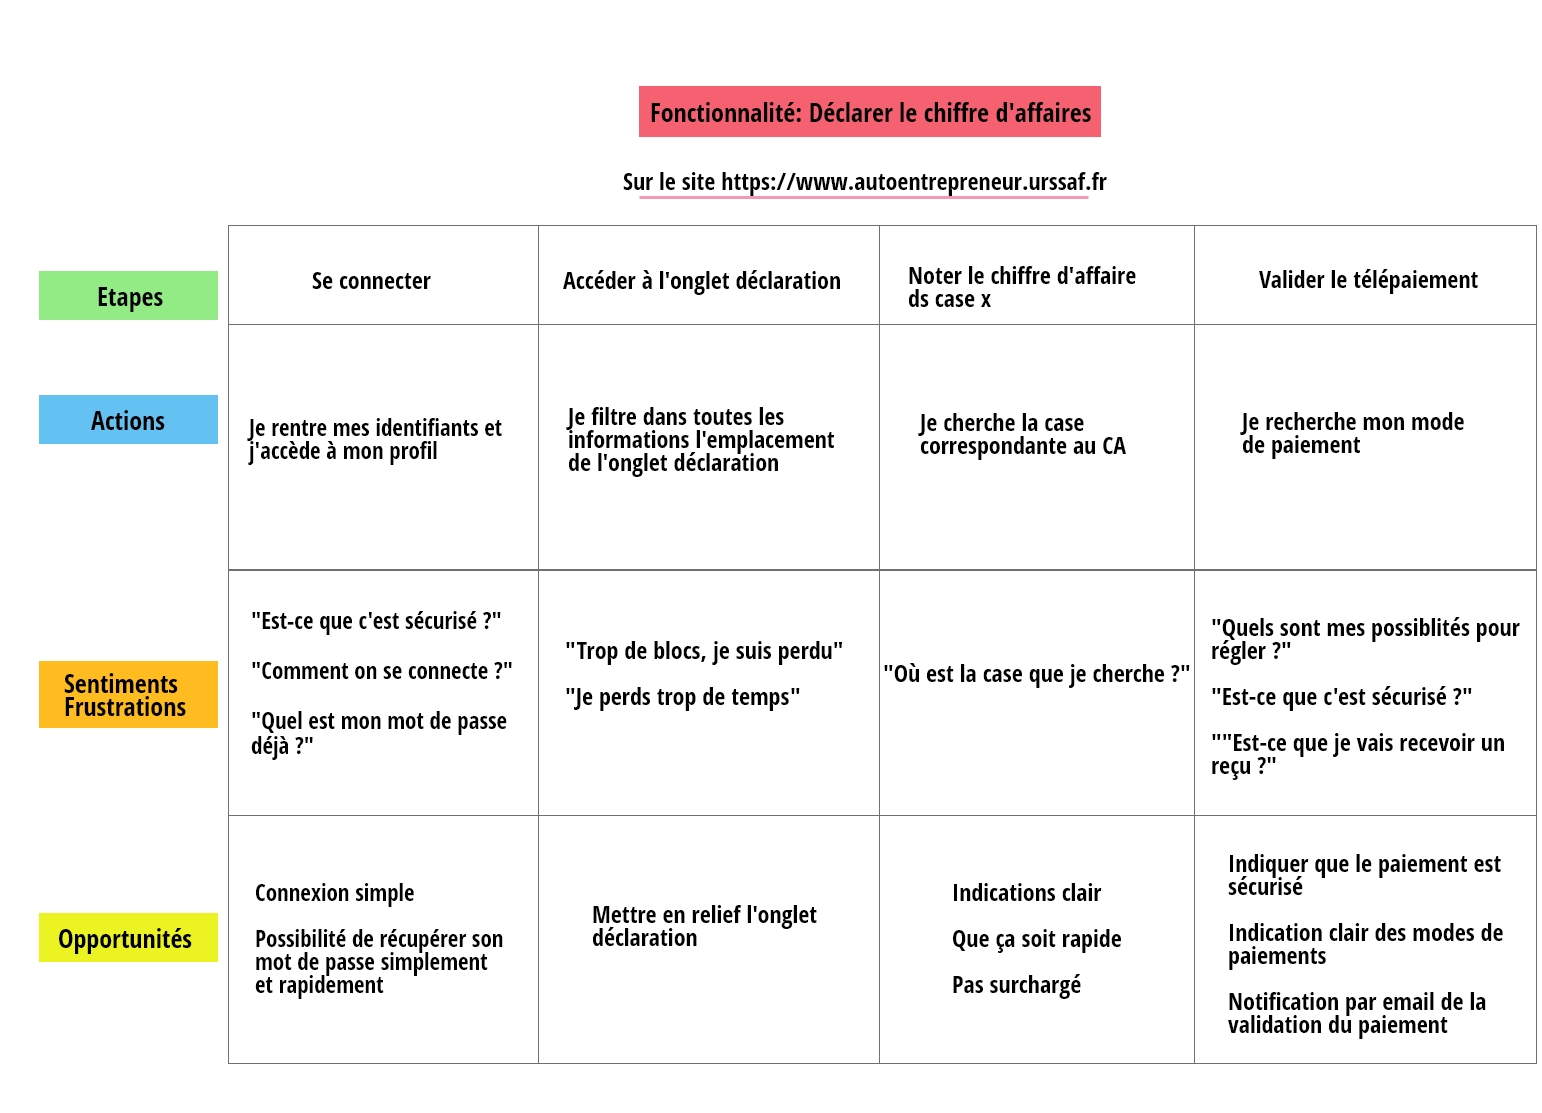 Fonctionnalité: Déclarer le chiffre d'affaires
Sur le site https://www.autoentrepreneur.urssaf.fr
Etapes
Se connecter
Accéder à l'onglet déclaration
Noter le chiffre d'affaire
ds case x
Valider le télépaiement
Actions
Je rentre mes identifiants et
j'accède à mon profil
Je filtre dans toutes les
informations l'emplacement
de l'onglet déclaration
Je cherche la case
correspondante au CA
Je recherche mon mode
de paiement
Sentiments
Frustrations
"Est-ce que c'est sécurisé ?"
"Comment on se connecte ?"
"Quel est mon mot de passe
déjà ?"
"Trop de blocs, je suis perdu"
"Je perds trop de temps"
"Où est la case que je cherche ?"
"Quels sont mes possiblités pour
régler ?"
"Est-ce que c'est sécurisé ?"
""Est-ce que je vais recevoir un
reçu ?"
Opportunités
Connexion simple
Possibilité de récupérer son
mot de passe simplement
et rapidement
Mettre en relief l'onglet
déclaration
Indications clair
Que ça soit rapide
Pas surchargé
Indiquer que le paiement est
sécurisé
Indication clair des modes de
paiements
Notification par email de la
validation du paiement